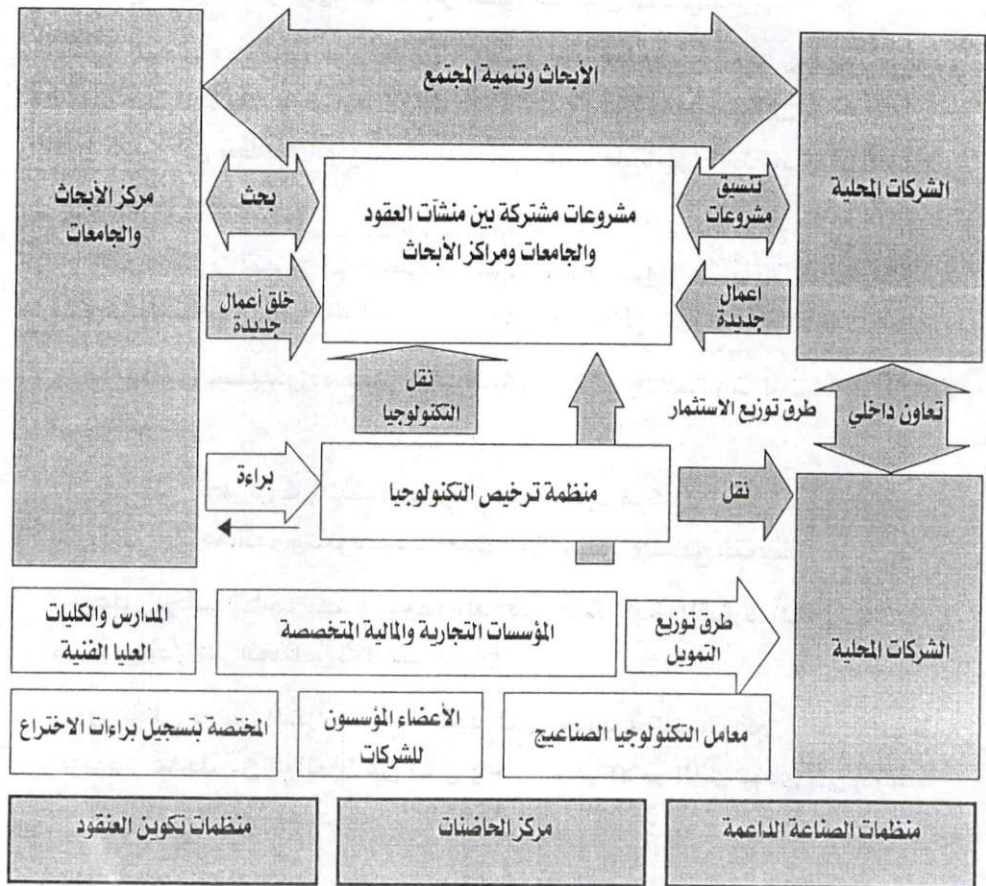 الأبحاث وتنمية المجتمع
الشركات المحلية
تنسيق
مشروعات
مشروعات مشتركة بين منشآت العقود
والجامعات ومراكز الأبحاث
بحث
مركز الأبحاث
والجامعات
اعمال
جديدة
خلق أعمال
جديدة
نقل
التكنولوجيا
طرق توزيع الاستثمار
تعاون داخلي
براءة
منظمة ترخيص التكنولوجيا
نقل
الشركات المحلية
طرق توزيع
التمويل
المؤسسات التجارية والمالية المتخصصة
المدارس والكليات
العليا الفنية
معامل التكنولوجيا الصناعيج
الأعضاء المؤسسون
للشركات
المختصة بتسجيل براءات الاختراع
منظمات الصناعة الداعمة
مركز الحاضنات
منظمات تكوين العنقود